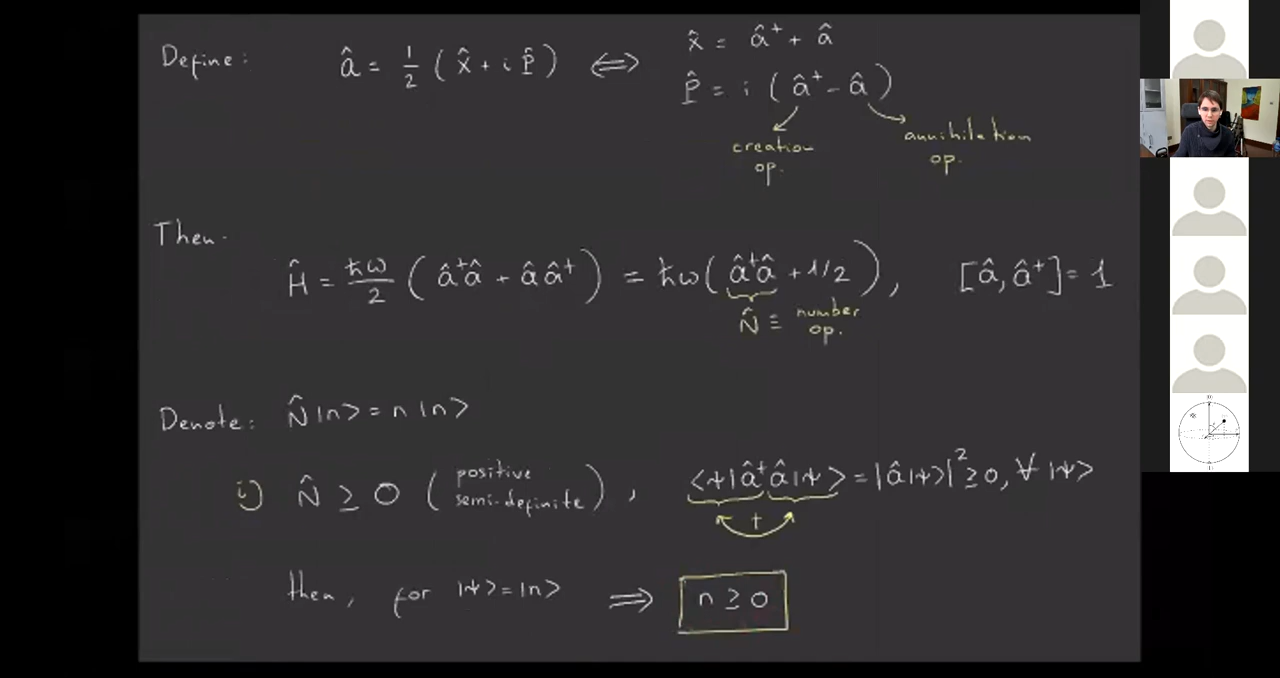 Define: â = 1/2 ( x̂ + i p̂ ) ⟺ x̂ = â⁺ + â
p̂ = i ( â⁺ - â )
creation op.
annihilation op.
Then.
Ĥ = ħω/2 ( â⁺â + ââ⁺ ) = ħω ( â⁺â + 1/2 ), [â, â⁺] = 1
N̂ ≡ number op.
Denote: N̂ |n> = n |n>
i) N̂ ≥ 0 ( positive semi-definite ), <ψ|â⁺â|ψ> = |â|ψ>|² ≥ 0, ∀ |ψ>
†
then, for |ψ> = |n> ⟹ n ≥ 0